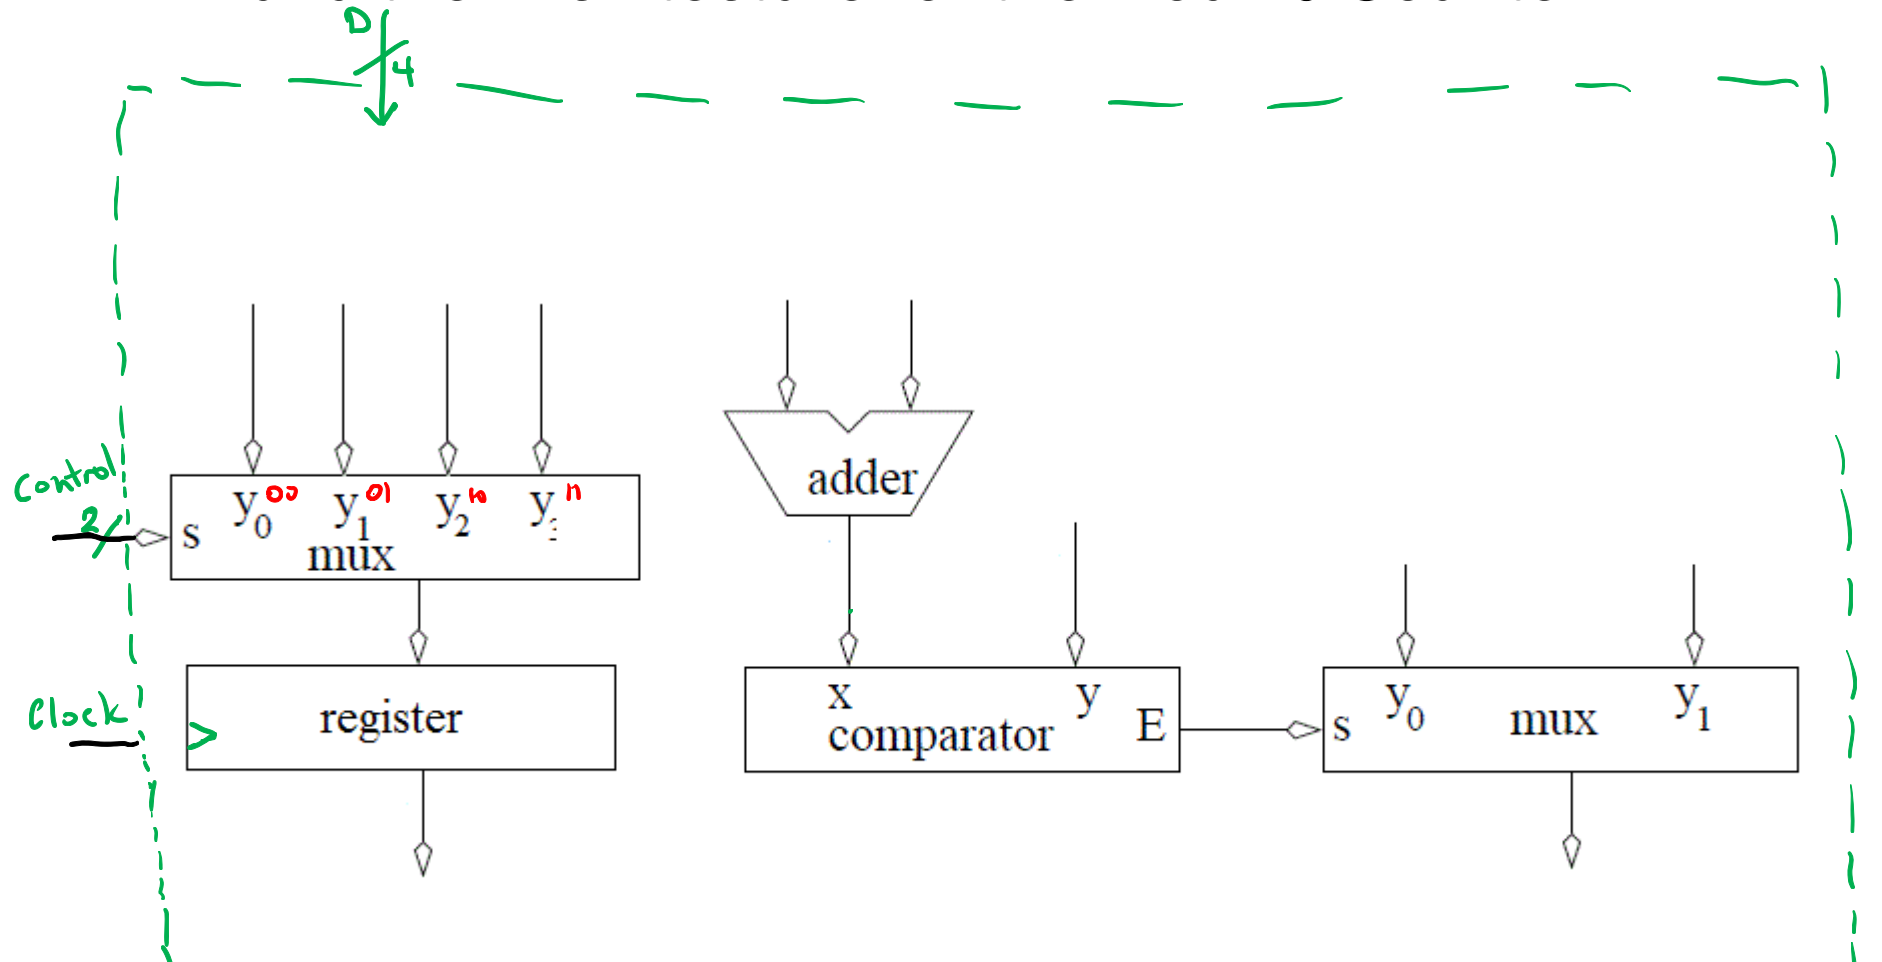 D
4
Control
2
s
y0 00 y1 01 y2 10 y3 11
mux
adder
Clock
>
register
x y
comparator E
s y0 mux y1